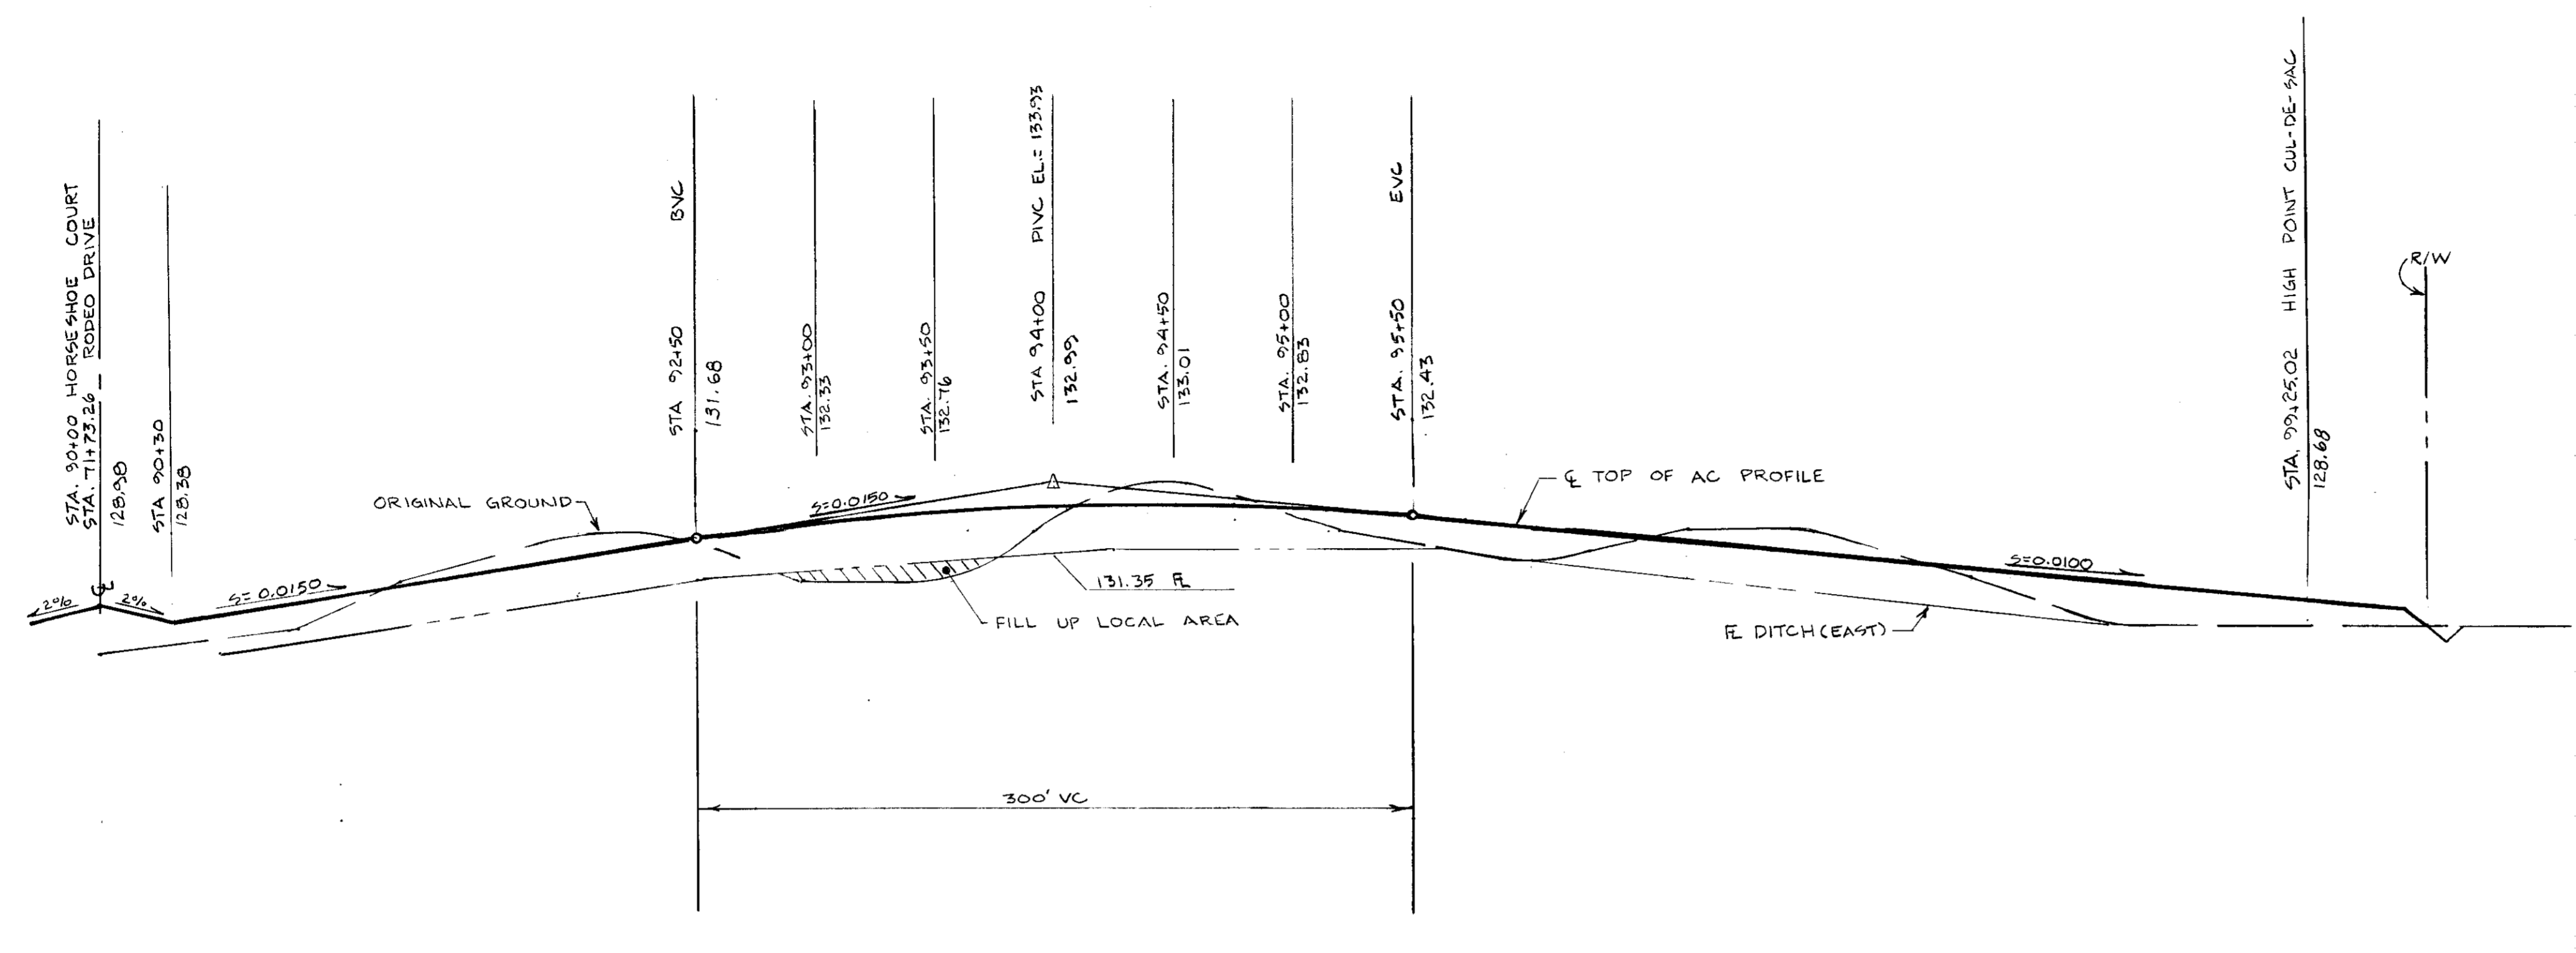 STA. 90+00 HORSESHOE COURT
STA. 71+73.26 RODEO DRIVE
128.98
STA 90+30
128.38
STA 92+50 BVC
131.68
STA. 93+00
132.33
STA. 93+50
132.76
STA 94+00 PIVC EL.= 133.93
132.99
STA. 94+50
133.01
STA. 95+00
132.83
STA. 95+50 EVC
132.43
STA. 99+25.02 HIGH POINT CUL-DE-SAC
128.68
R/W
ORIGINAL GROUND
S=0.0150
℄ TOP OF AC PROFILE
℄
2%
2%
S=0.0150
131.35 FL
FILL UP LOCAL AREA
S=0.0100
FL DITCH (EAST)
300' VC